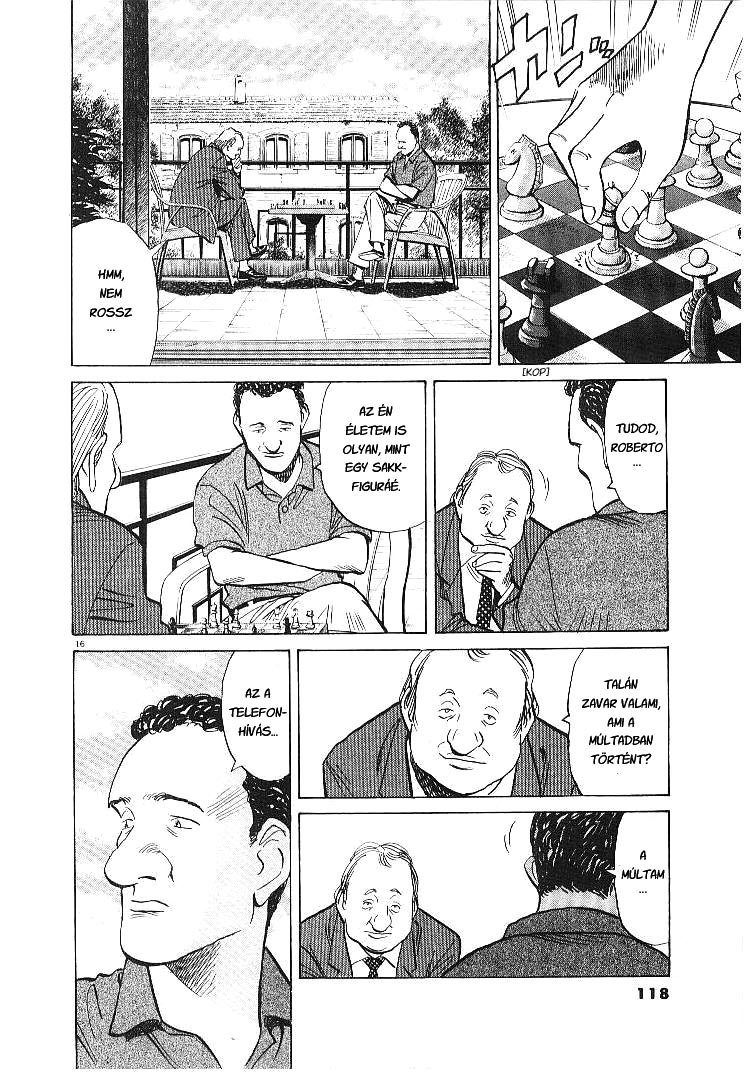 [KOP]
HMM,
NEM
ROSSZ
...
TUDOD,
ROBERTO
...
AZ ÉN
ÉLETEM IS
OLYAN, MINT
EGY SAKK-
FIGURÁÉ.
16
TALÁN
ZAVAR VALAMI,
AMI A
MÚLTADBAN
TÖRTÉNT?
A
MÚLTAM
...
AZ A
TELEFON-
HÍVÁS...
118